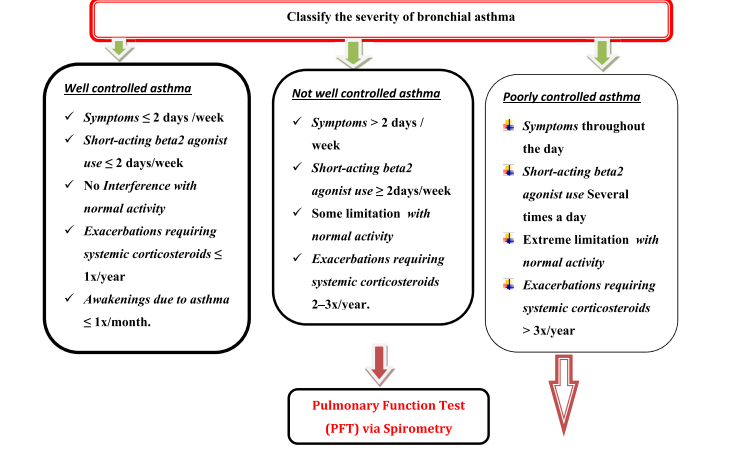 Classify the severity of bronchial asthma
Well controlled asthma
✓ Symptoms ≤ 2 days /week
✓ Short-acting beta2 agonist
use ≤ 2 days/week
✓ No Interference with
normal activity
✓ Exacerbations requiring
systemic corticosteroids ≤
1x/year
✓ Awakenings due to asthma
≤ 1x/month.
Not well controlled asthma
✓ Symptoms > 2 days /
week
✓ Short-acting beta2
agonist use ≥ 2days/week
✓ Some limitation with
normal activity
✓ Exacerbations requiring
systemic corticosteroids
2–3x/year.
Poorly controlled asthma
Symptoms throughout
the day
Short-acting beta2
agonist use Several
times a day
Extreme limitation with
normal activity
Exacerbations requiring
systemic corticosteroids
> 3x/year
Pulmonary Function Test
(PFT) via Spirometry